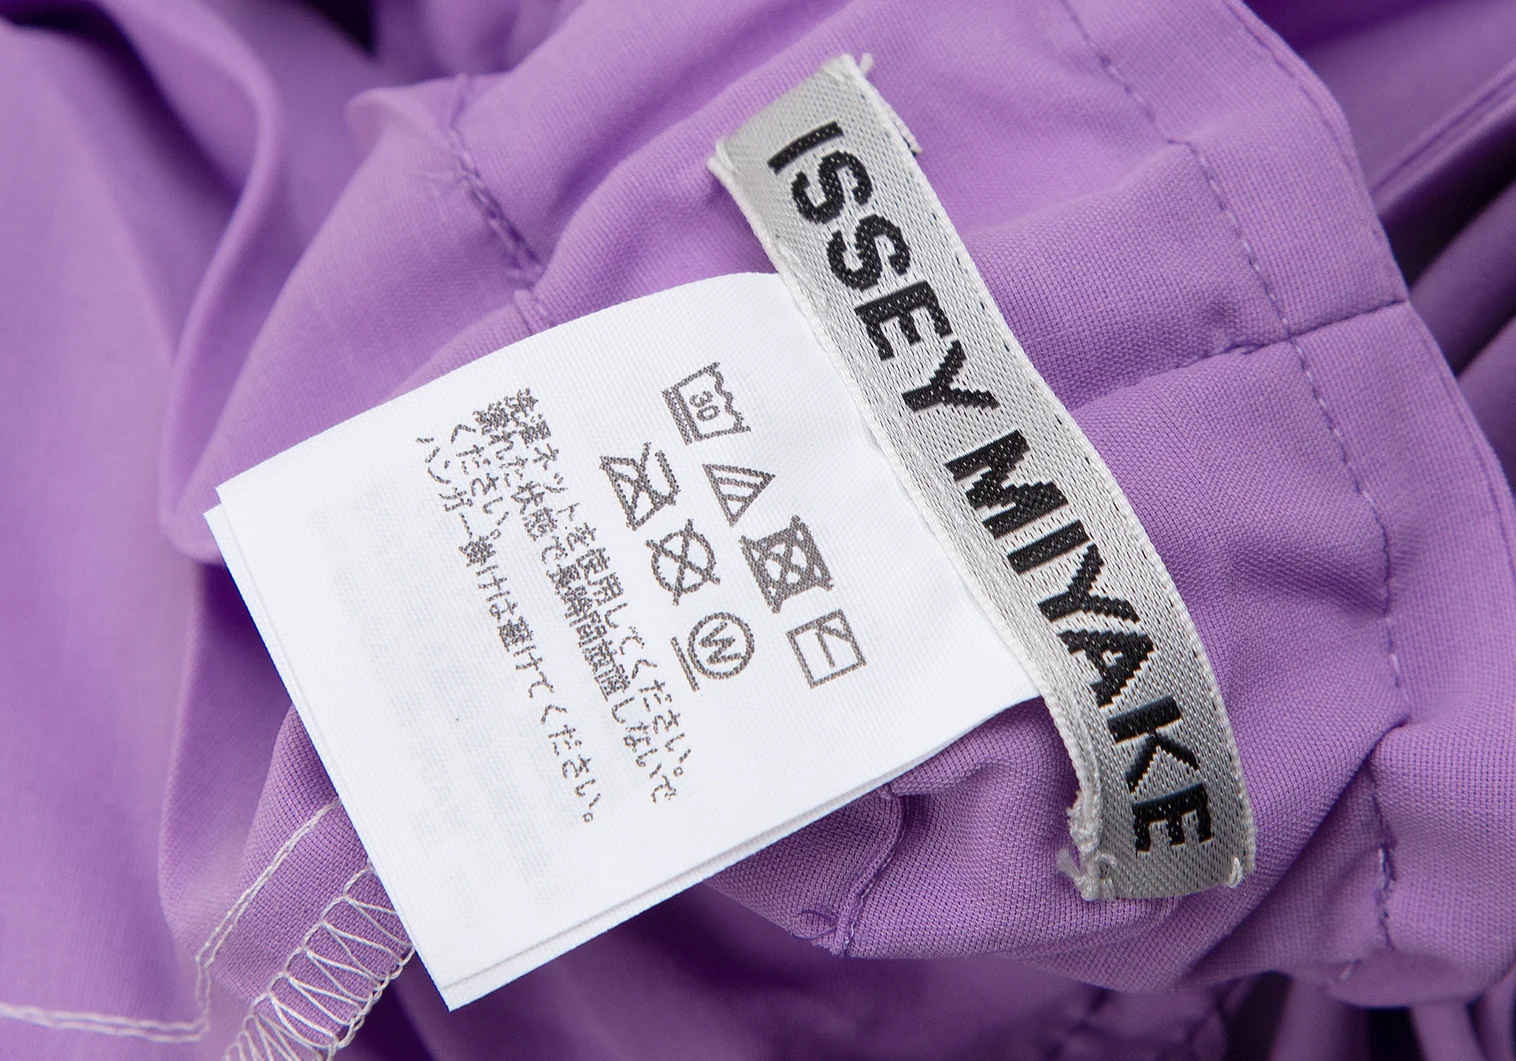 ISSEY MIYAKE
30
W
洗濯ネットを使用してください。
濡れた状態で長時間放置しないで
ください。
ハンガー掛けは避けてください。